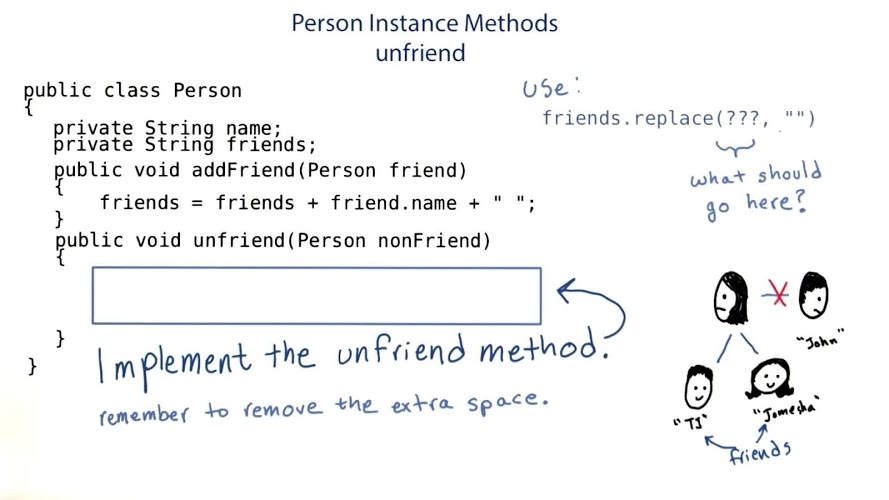 Person Instance Methods
unfriend
public class Person
{
private String name;
private String friends;
public void addFriend(Person friend)
{
friends = friends + friend.name + " ";
}
public void unfriend(Person nonFriend)
{
}
}
Implement the unfriend method.
remember to remove the extra space.
use:
friends.replace(???, "")
what should
go here?
"John"
"TJ"
"Jomesha"
friends